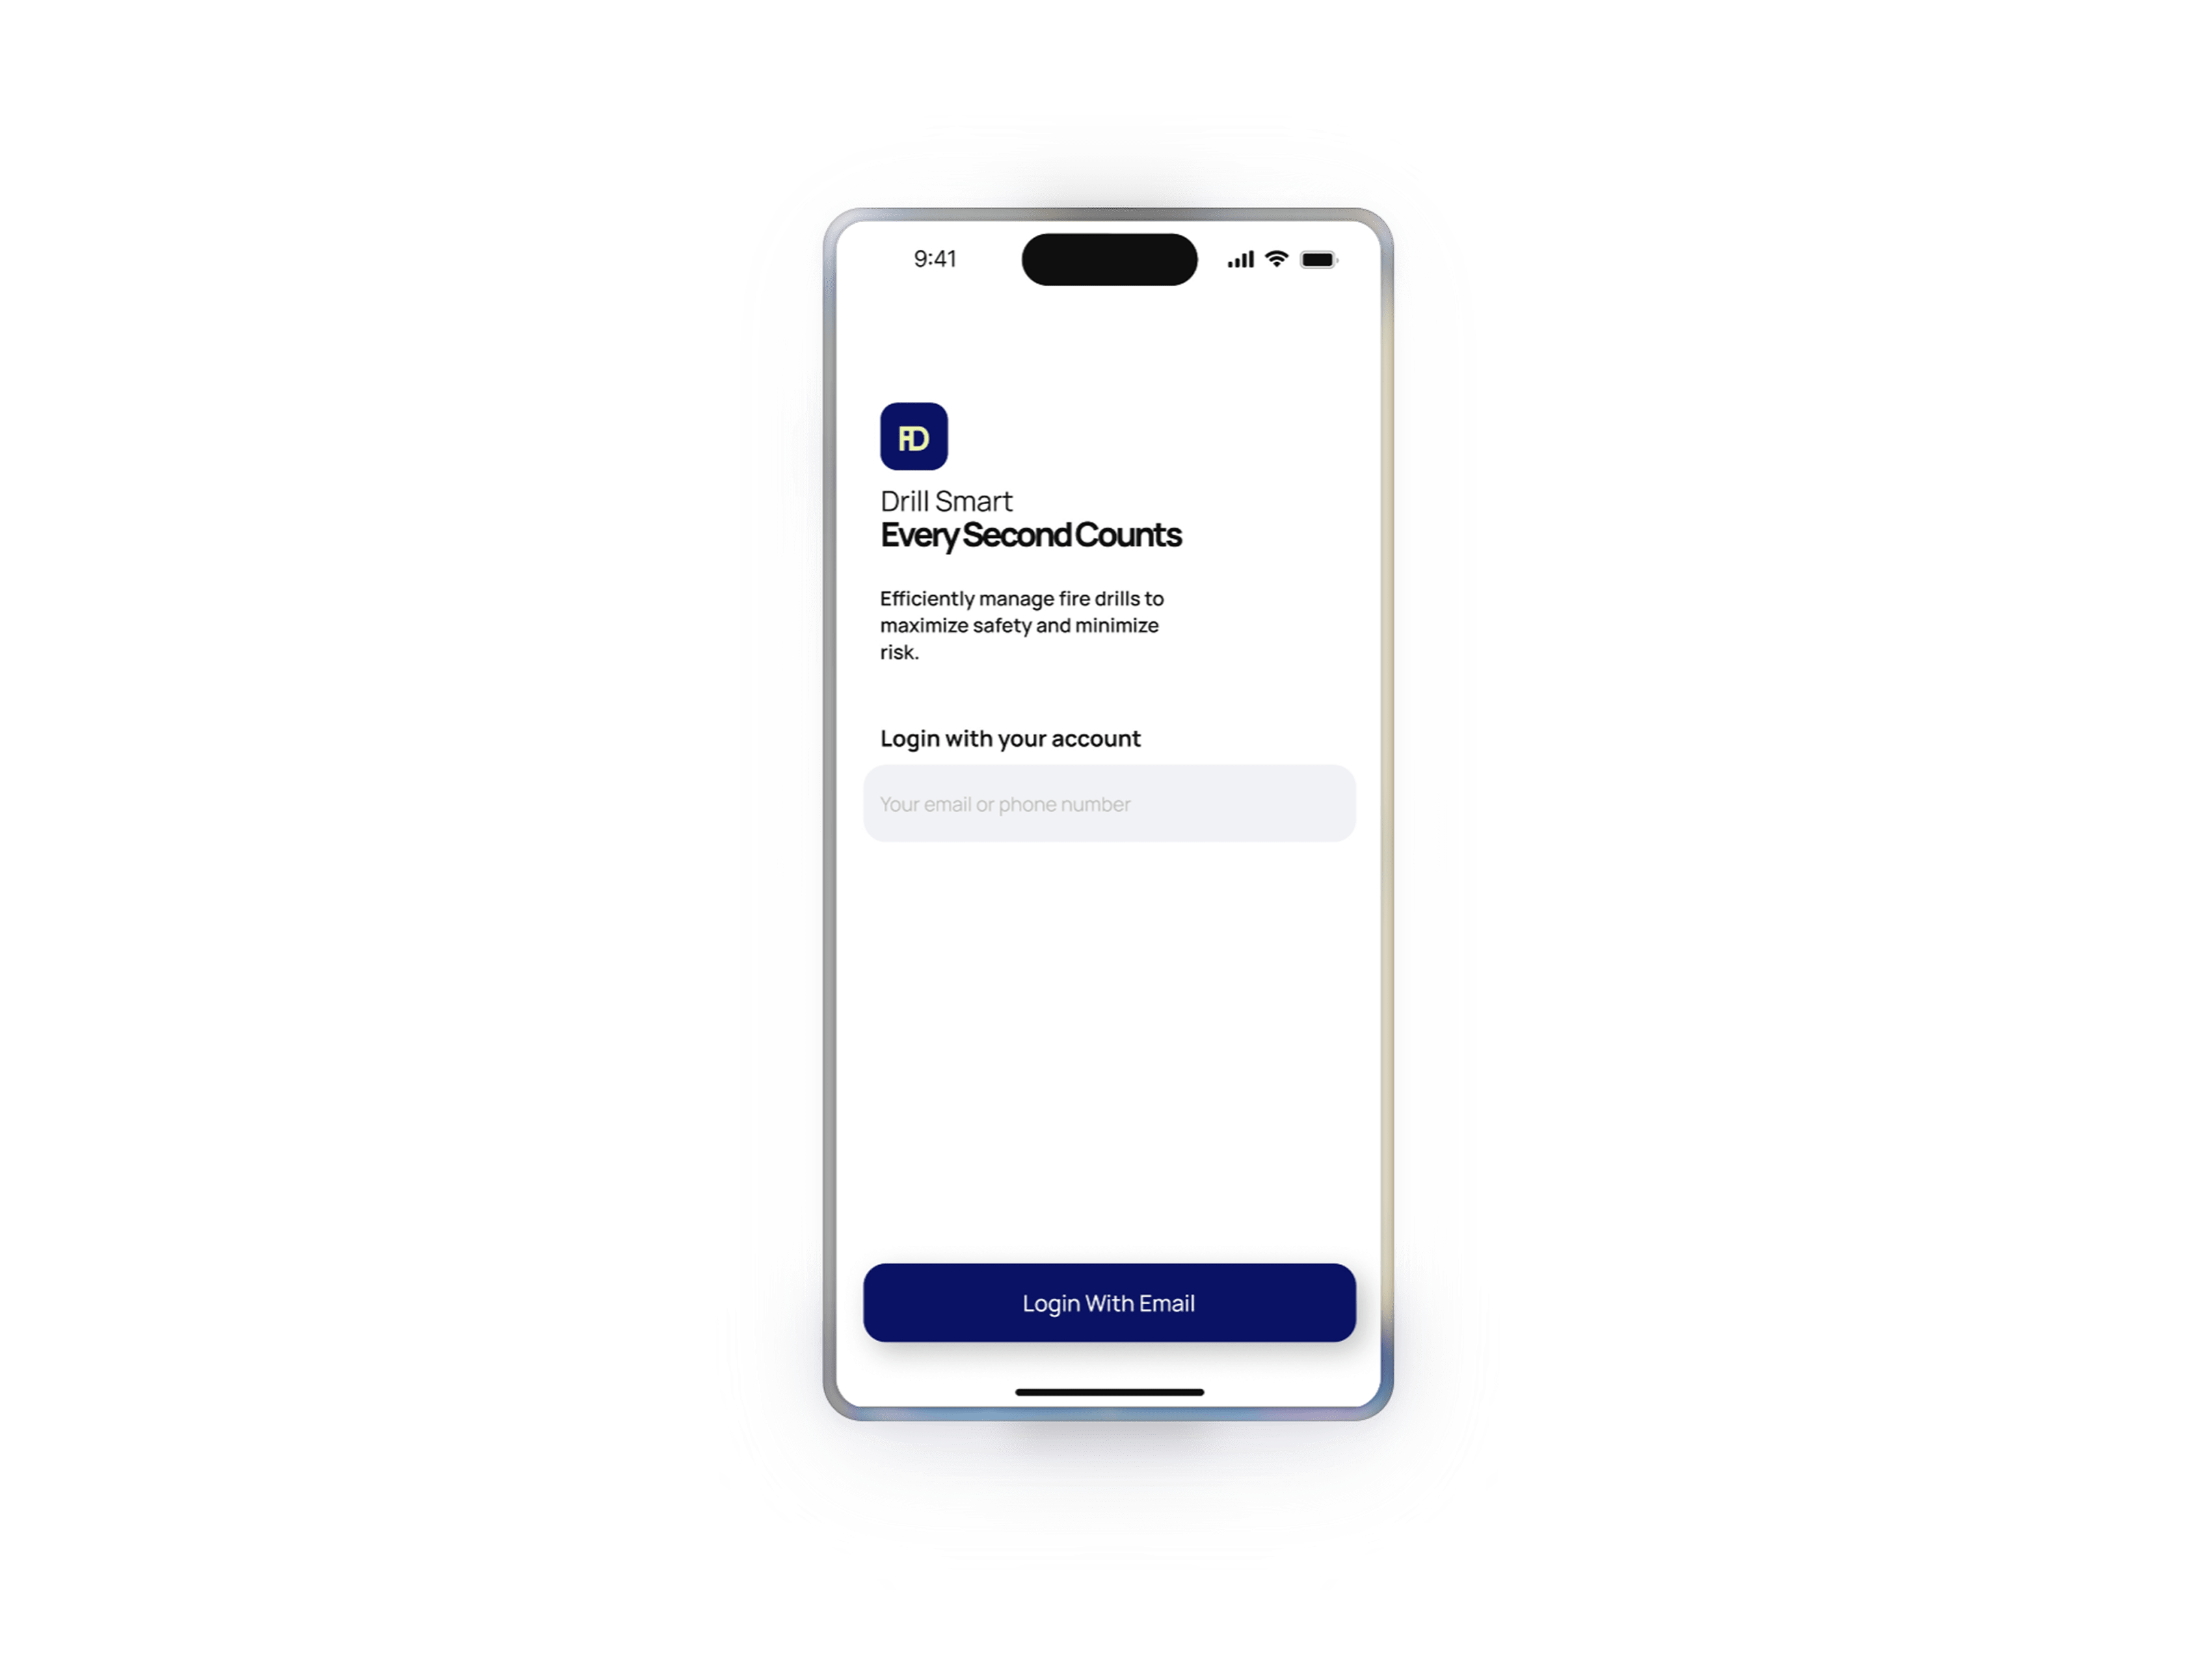 9:41
FD
Drill Smart
Every Second Counts
Efficiently manage fire drills to
maximize safety and minimize
risk.
Login with your account
Your email or phone number
Login With Email